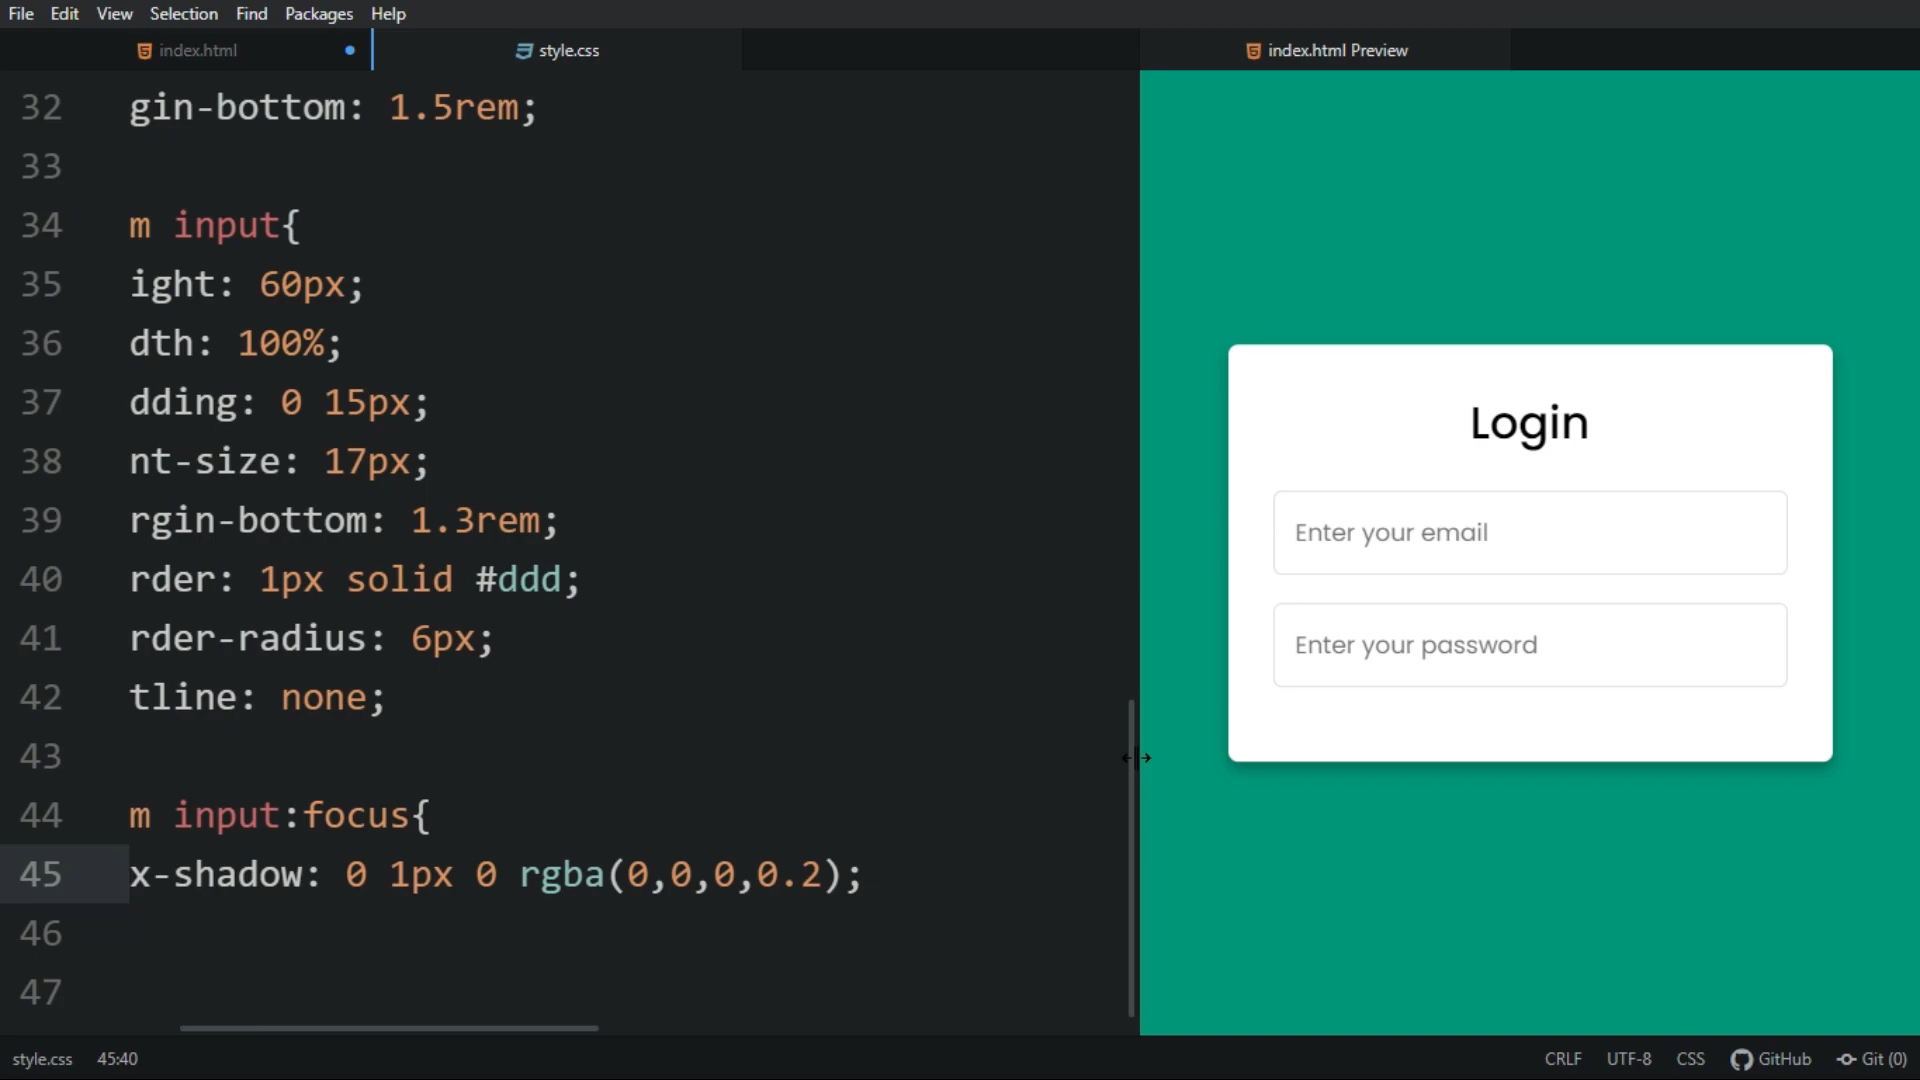 File Edit View Selection Find Packages Help
index.html
style.css
index.html Preview
32 gin-bottom: 1.5rem;
33
34 m input{
35 ight: 60px;
36 dth: 100%;
37 dding: 0 15px;
38 nt-size: 17px;
39 rgin-bottom: 1.3rem;
40 rder: 1px solid #ddd;
41 rder-radius: 6px;
42 tline: none;
43
44 m input:focus{
45 x-shadow: 0 1px 0 rgba(0,0,0,0.2);
46
47
Login
Enter your email
Enter your password
style.css 45:40
CRLF UTF-8 CSS GitHub Git (0)